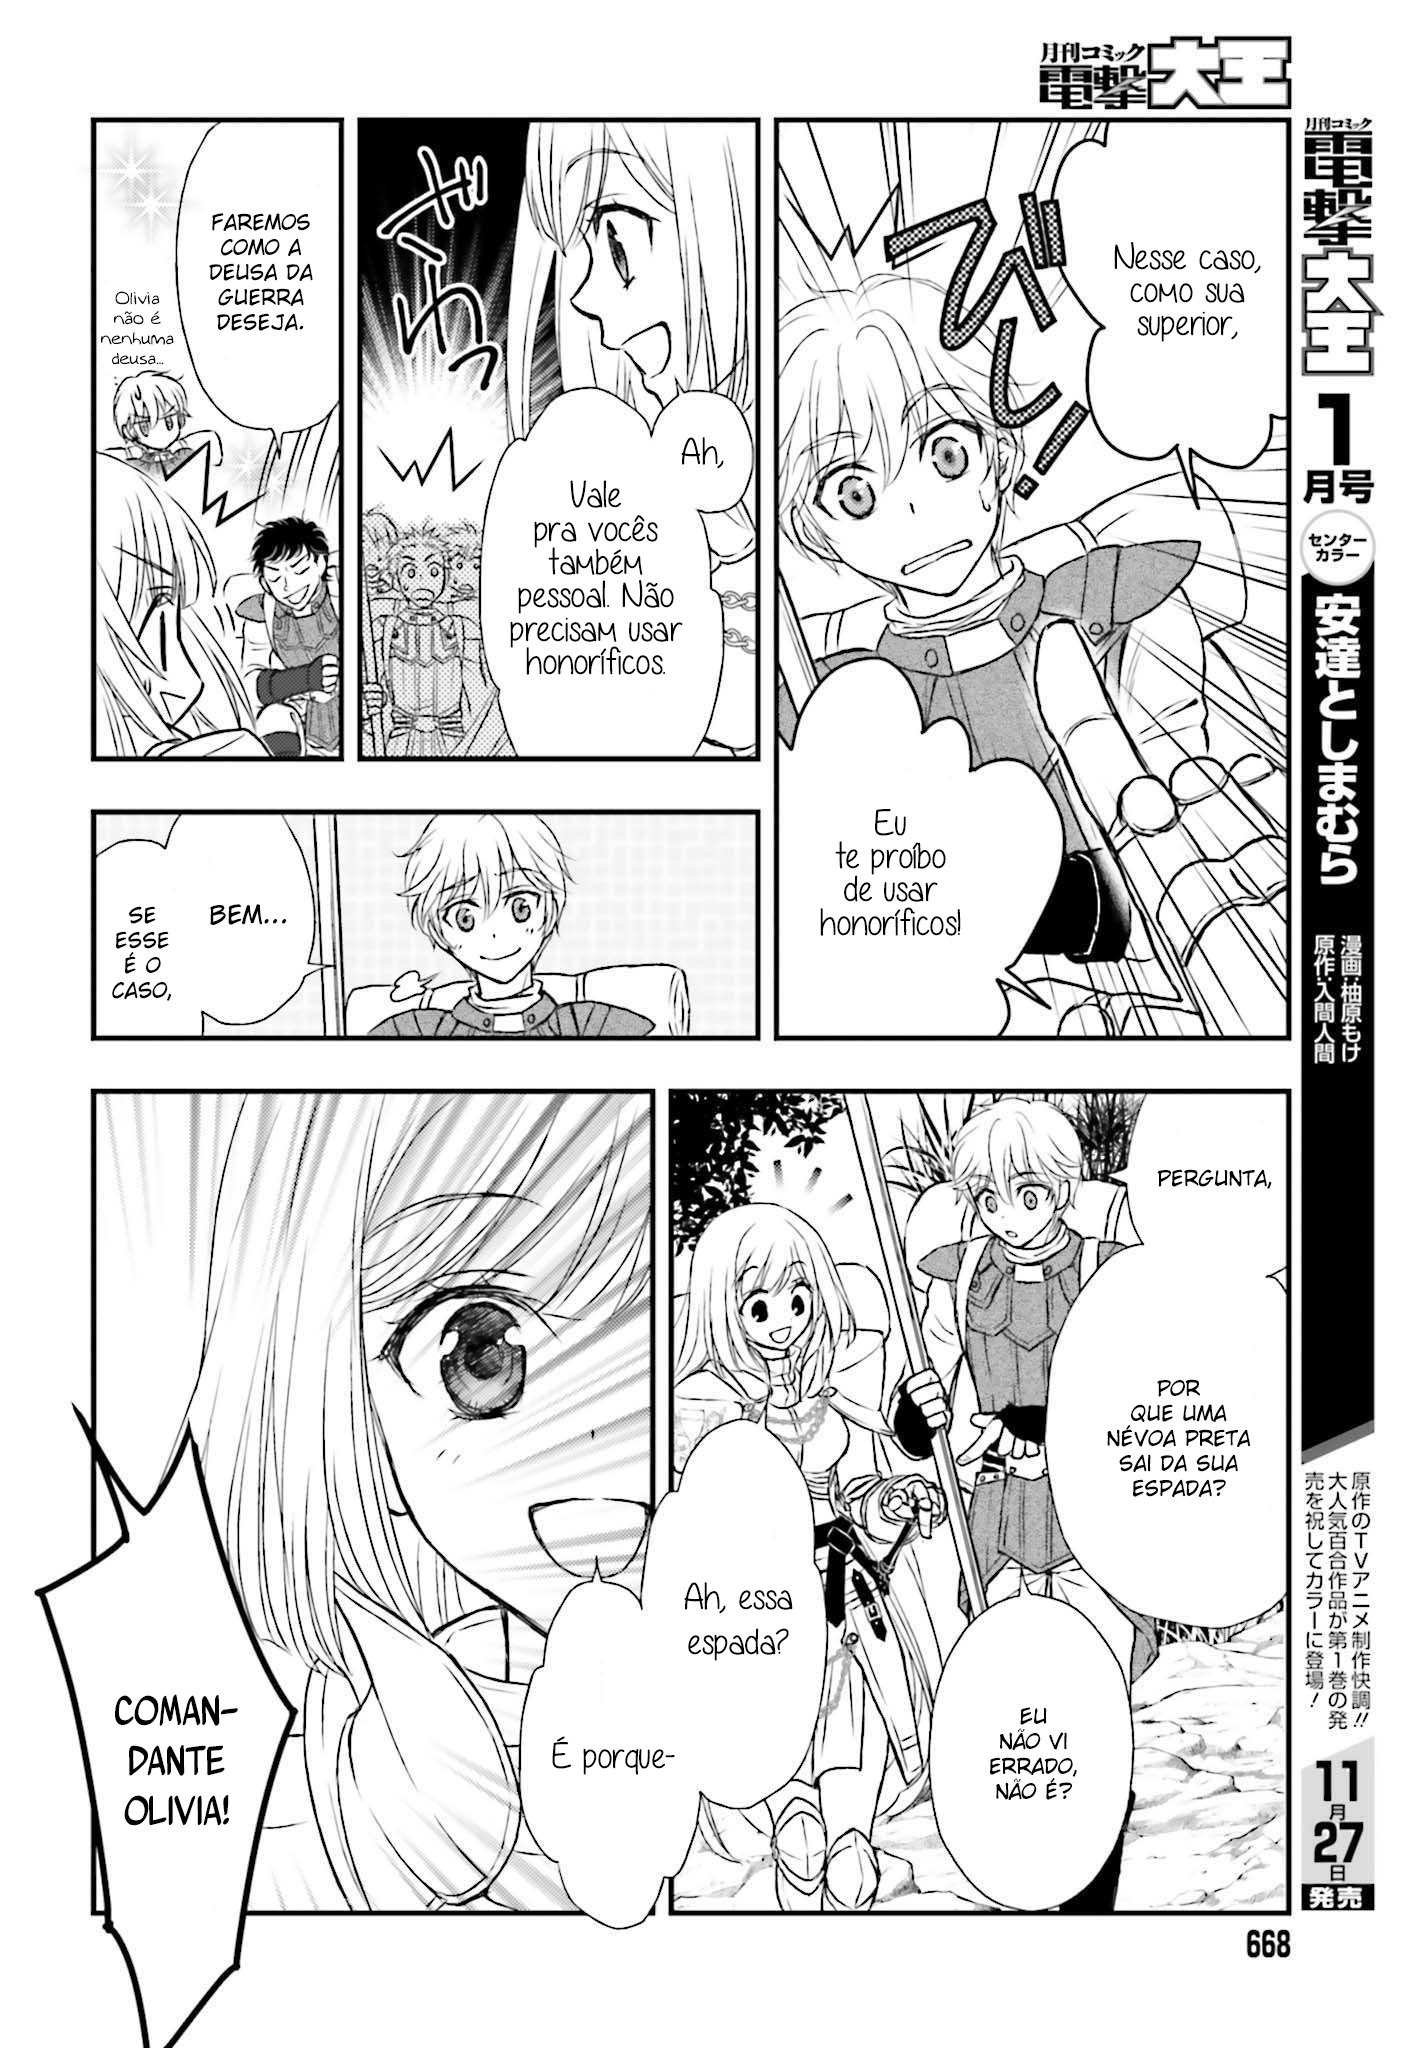 月刊コミック
電撃大王
Nesse caso,
como sua
superior,
ビシィ!
Eu
te proíbo
de usar
honoríficos!
Ah,
Vale
pra vocês
também
pessoal. Não
precisam usar
honoríficos.
FAREMOS
COMO A
DEUSA DA
GUERRA
DESEJA.
Olivia
não é
nenhuma
deusa...
BEM...
SE
ESSE
É O
CASO,
PERGUNTA,
POR
QUE UMA
NÉVOA PRETA
SAI DA SUA
ESPADA?
EU
NÃO VI
ERRADO,
NÃO É?
Ah, essa
espada?
É porque-
COMAN-
DANTE
OLIVIA!
月刊コミック
電撃大王
1
月号
センター
カラー
安達としまむら
漫画:柚原もけ
原作:入間人間
原作のTVアニメ制作快調!!
大人気百合作品が第1巻の発
売を祝してカラーに登場!
11
月
27
日
発売
668